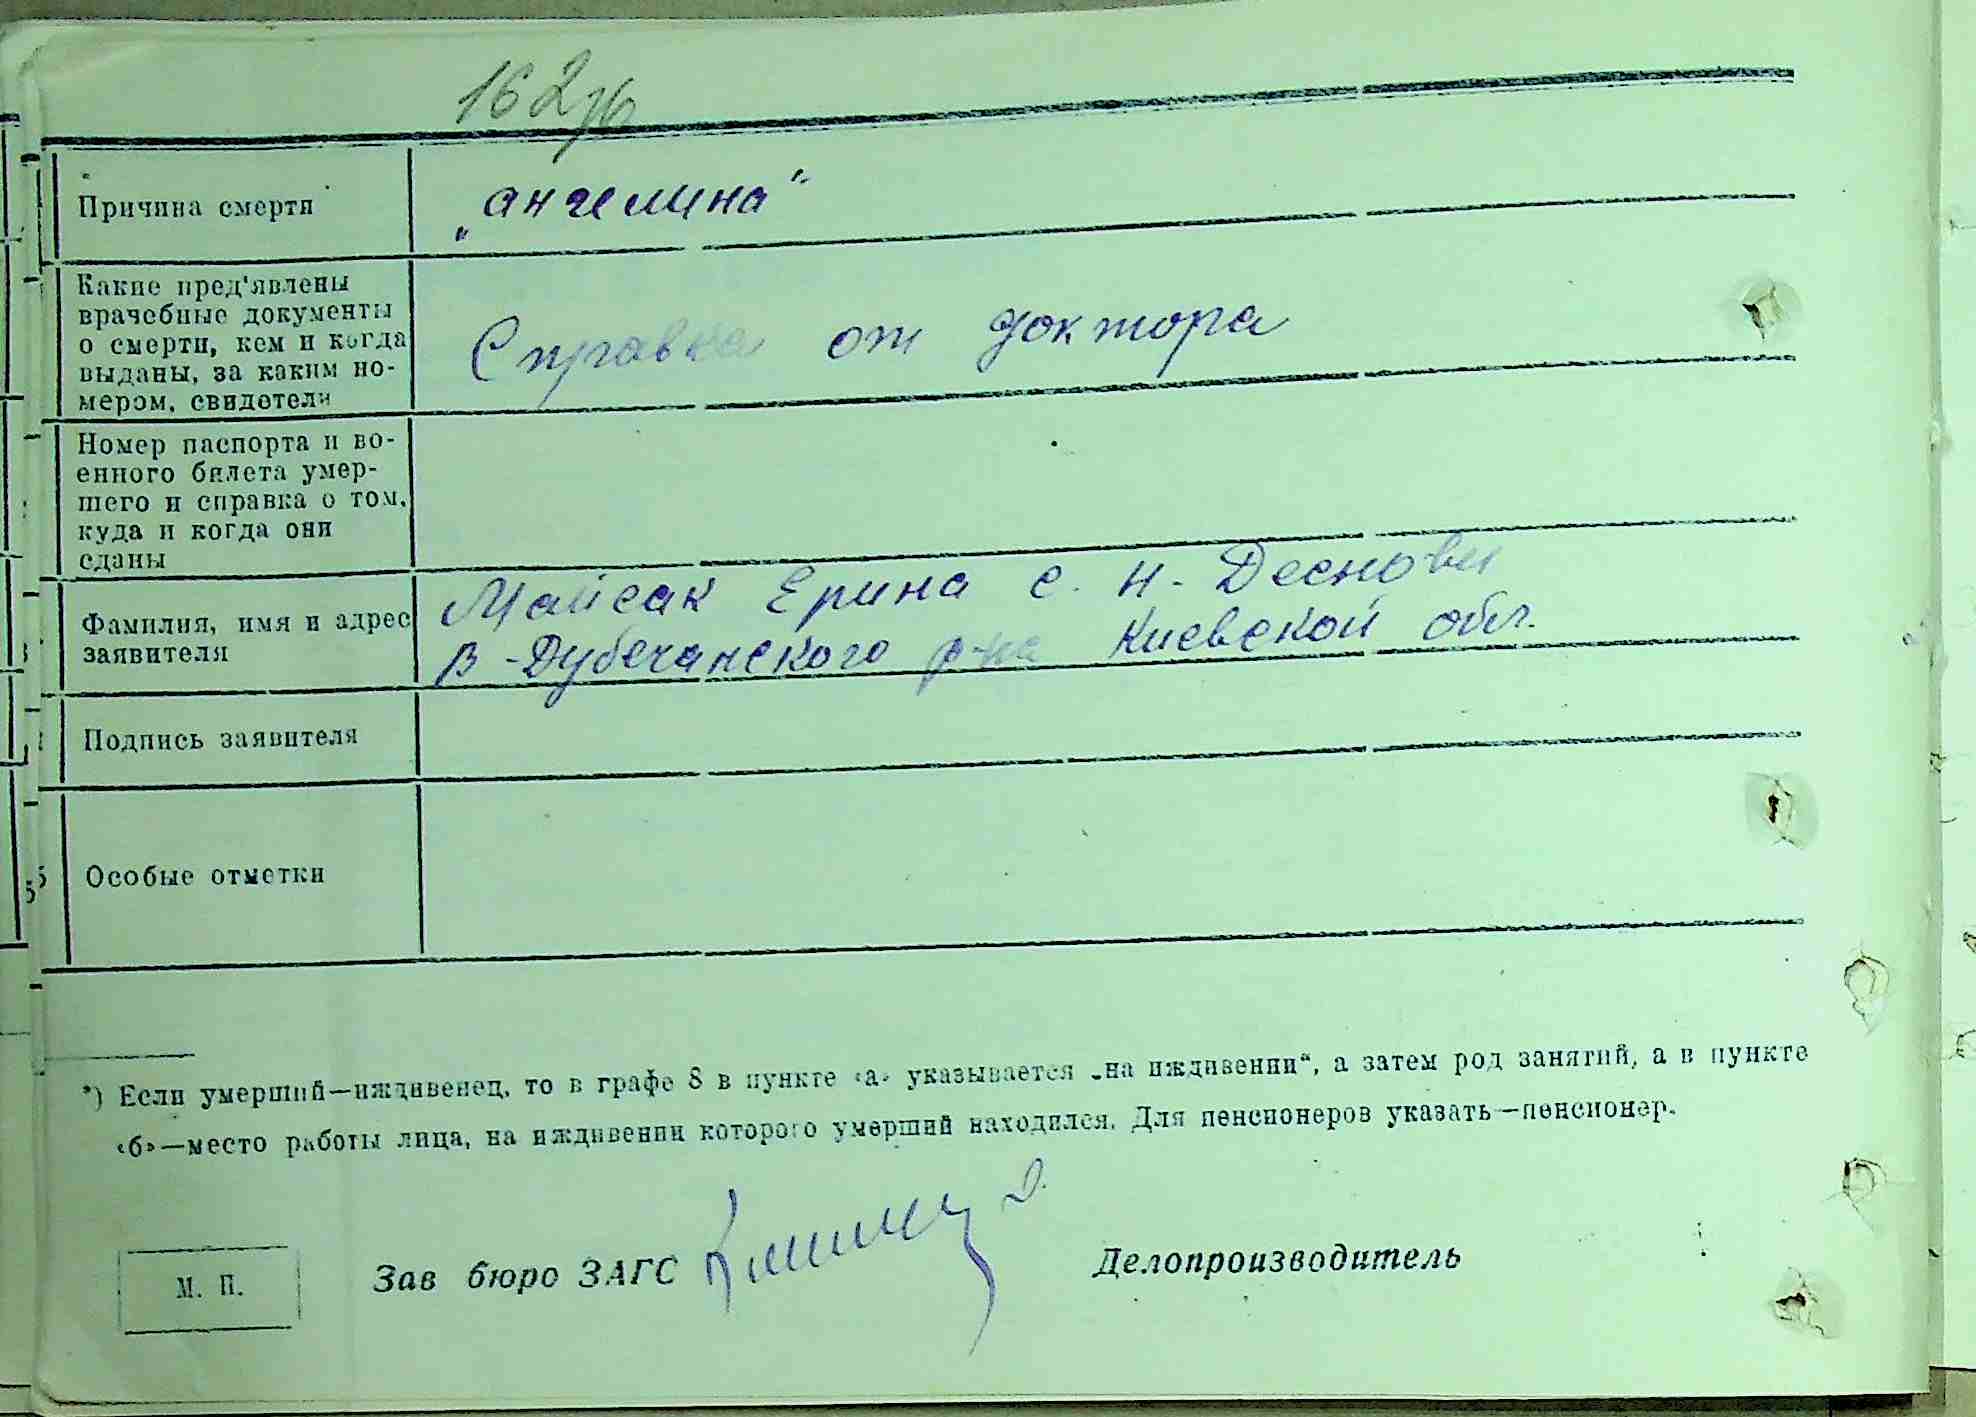 162
Причина смерти
„ангелина“
Какие пред'явлены
врачебные документы
о смерти, кем и когда
выданы, за каким но-
мером, свидетели
Справка от доктора
Номер паспорта и во-
енного билета умер-
шего и справка о том,
куда и когда они
сданы
Фамилия, имя и адрес
заявителя
Майсак Ерина с. Н-Десновы
В-Дубечанского р-на Киевской обл.
Подпись заявителя
Особые отметки
*) Если умерший—иждивенец, то в графе 8 в пункте «а» указывается „на иждивении“, а затем род занятий, а в пункте
«б»—место работы лица, на иждивении которого умерший находился. Для пенсионеров указать—пенсионер.
М. П.
Зав бюро ЗАГС
Делопроизводитель